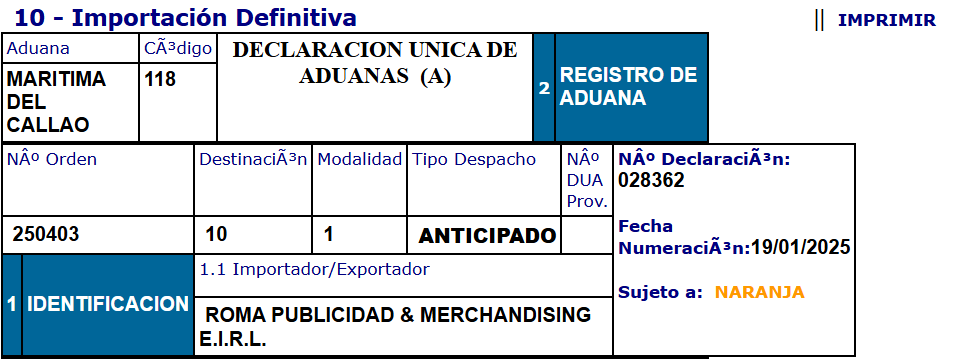 10 - Importación Definitiva
|| IMPRIMIR
Aduana
CÃ³digo
MARITIMA
DEL
CALLAO
118
DECLARACION UNICA DE
ADUANAS (A)
2
REGISTRO DE
ADUANA
NÂº Orden
DestinaciÃ³n
Modalidad
Tipo Despacho
NÂº
DUA
Prov.
250403
10
1
ANTICIPADO
NÂº DeclaraciÃ³n:
028362
Fecha
NumeraciÃ³n:19/01/2025
Sujeto a: NARANJA
1
IDENTIFICACION
1.1 Importador/Exportador
ROMA PUBLICIDAD & MERCHANDISING
E.I.R.L.